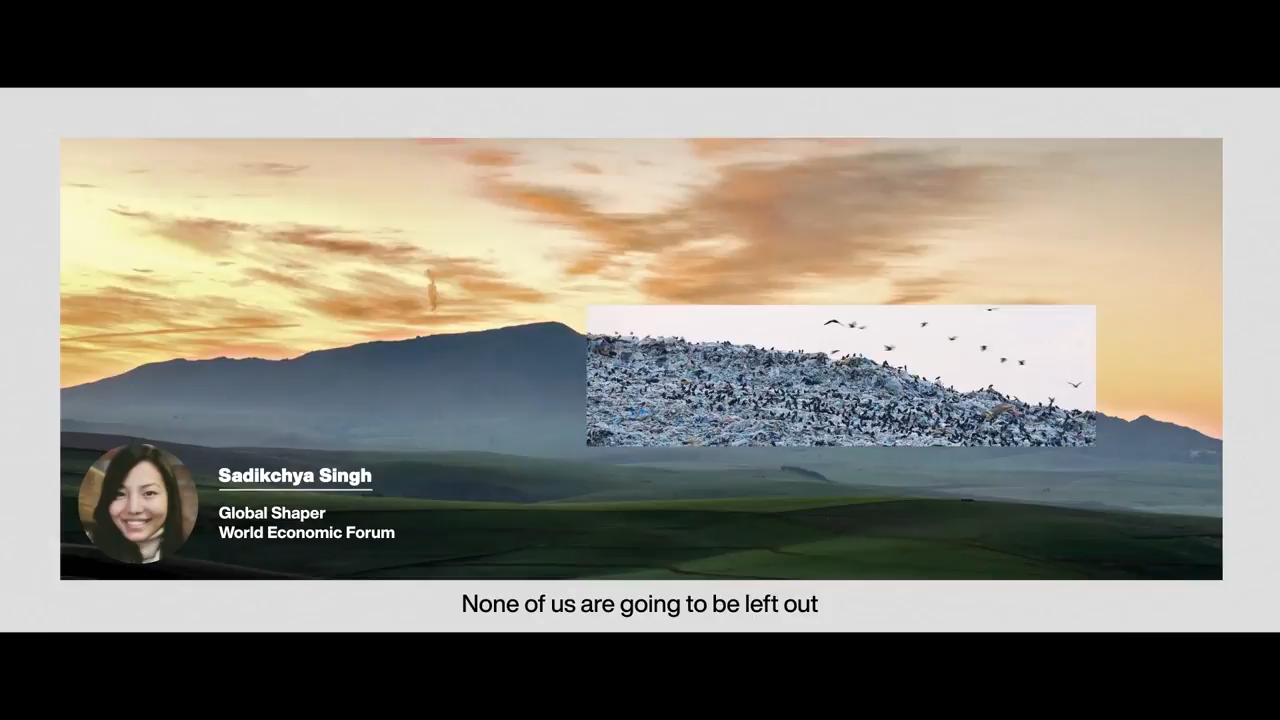 Sadikchya Singh
Global Shaper
World Economic Forum
None of us are going to be left out